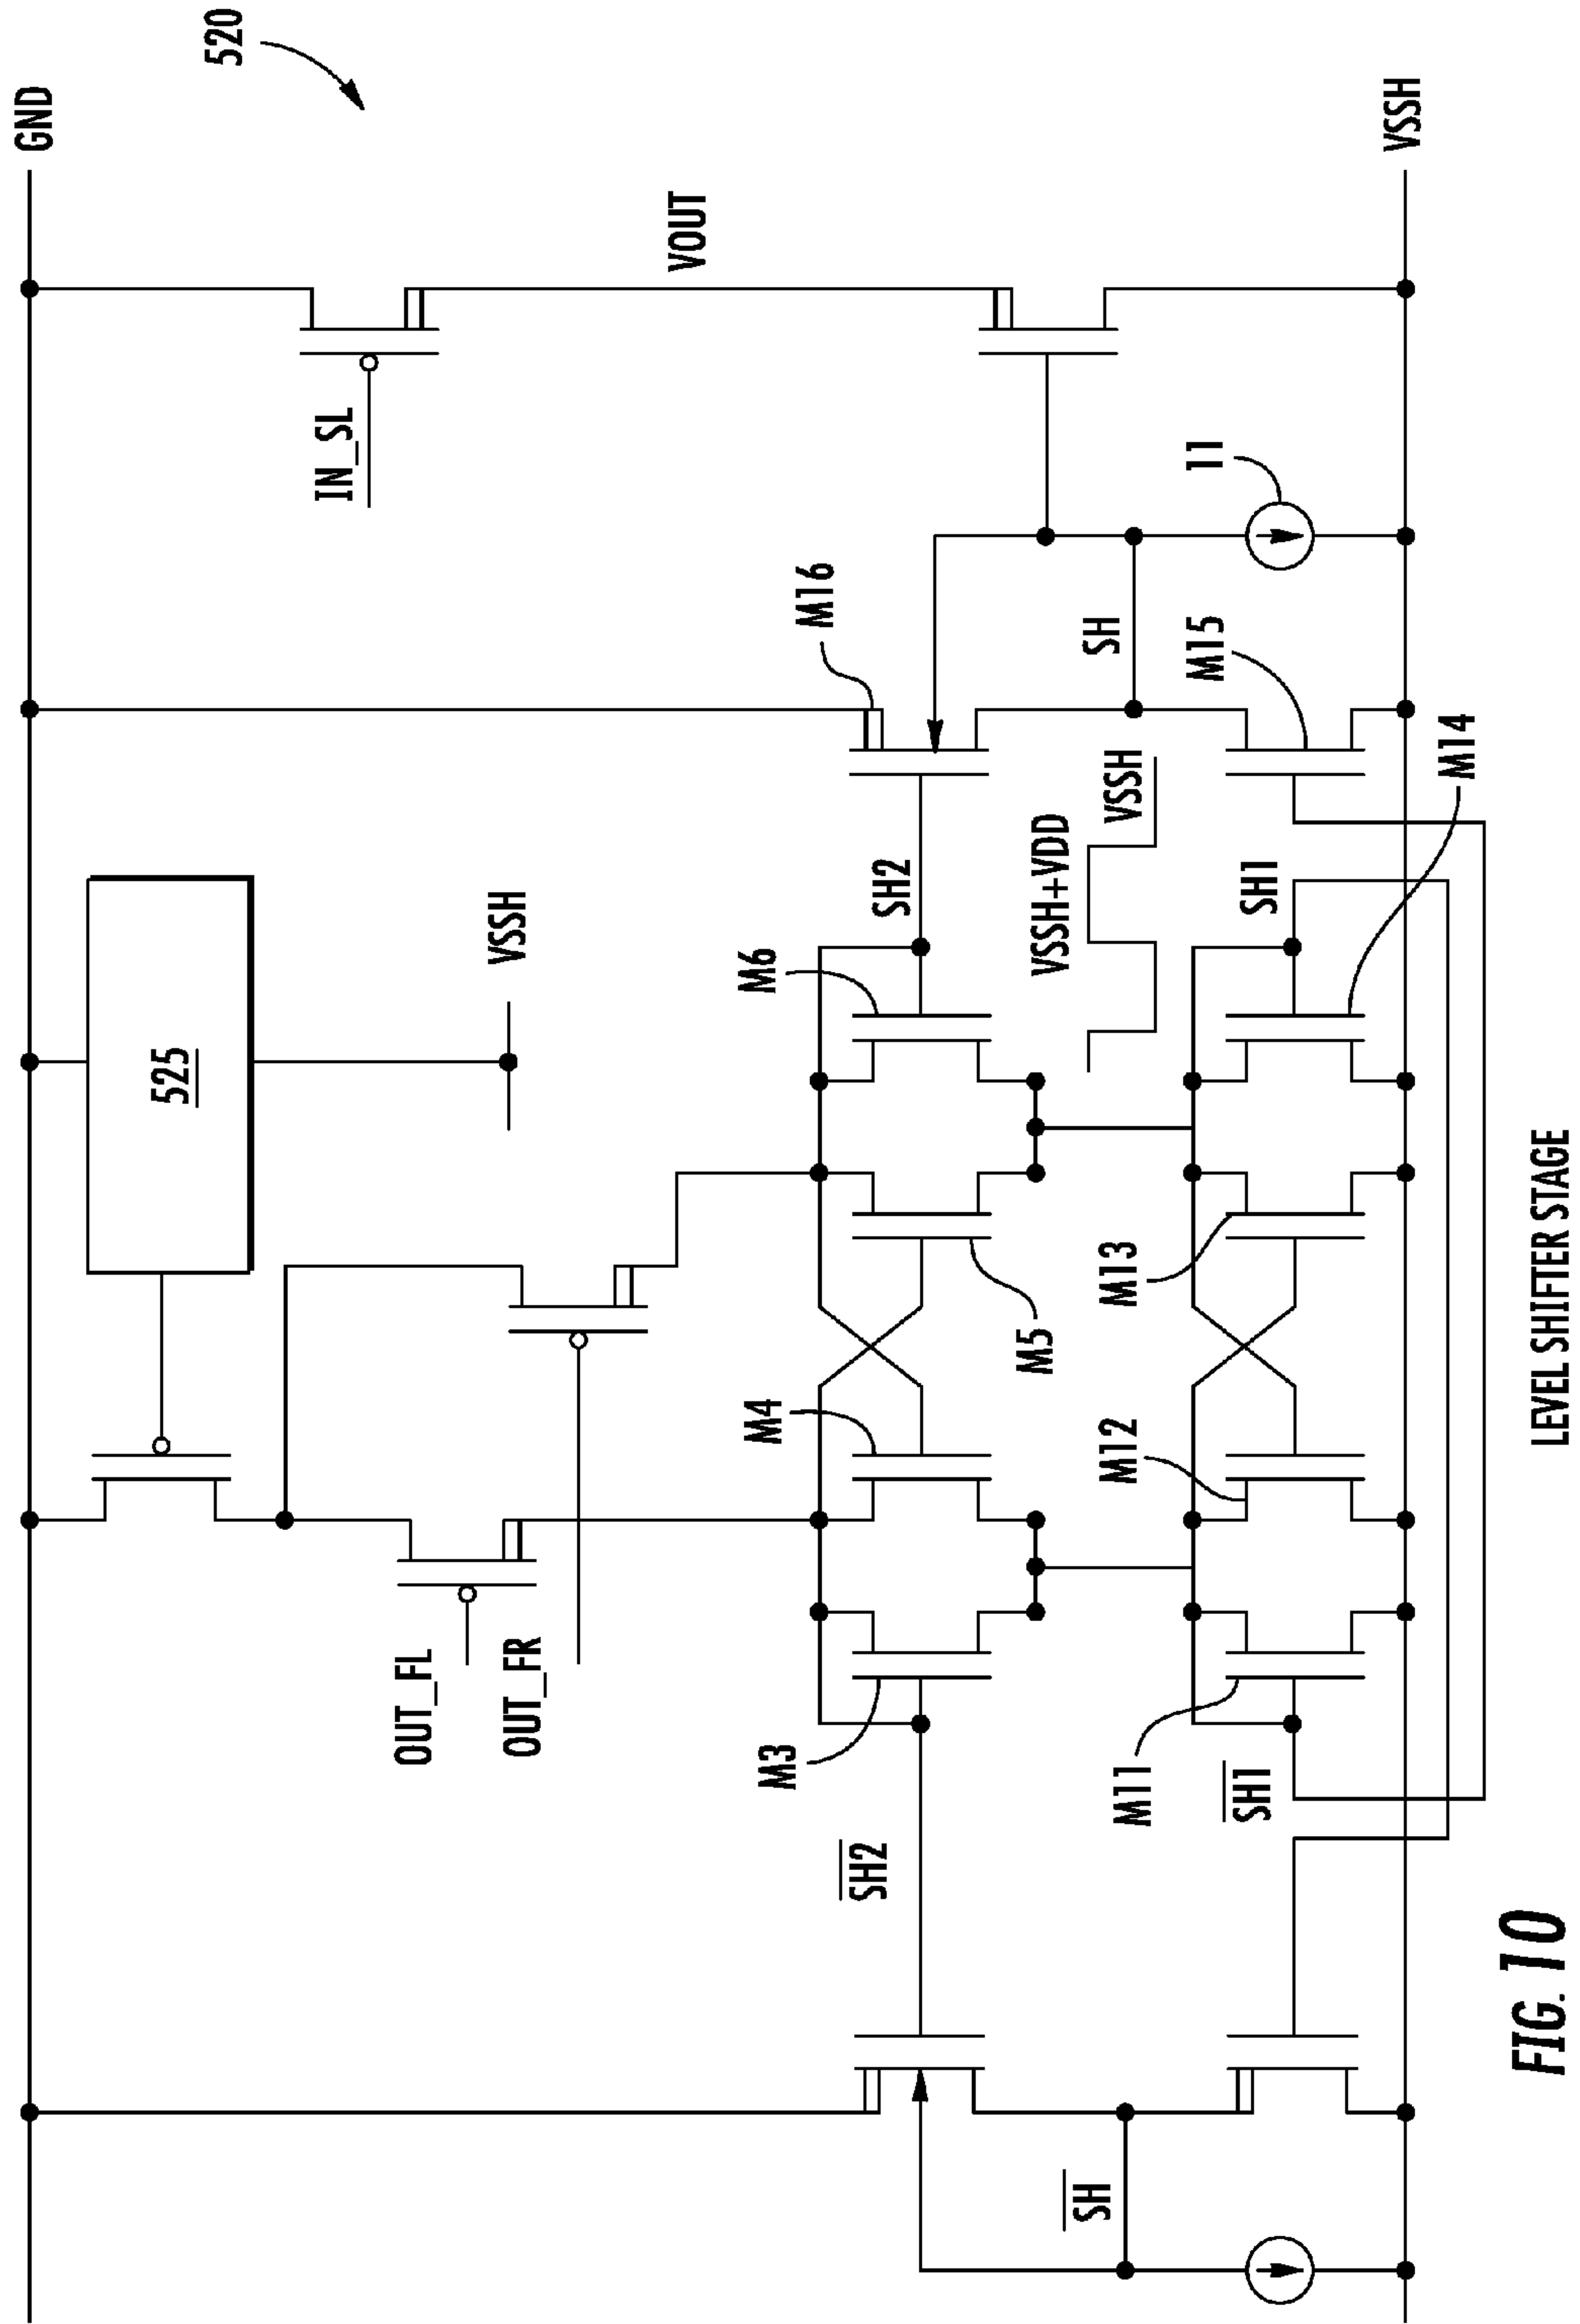 520
GND
IN_SL
VOUT
M16
11
SH
M15
VSSH
525
VSSH
SH2
M6
VSSH+VDD
VSSH
SH1
M14
OUT_FL
OUT_FR
M4
M5
M12
M13
M3
M11
SH2
SH1
SH
LEVEL SHIFTER STAGE
FIG. 10